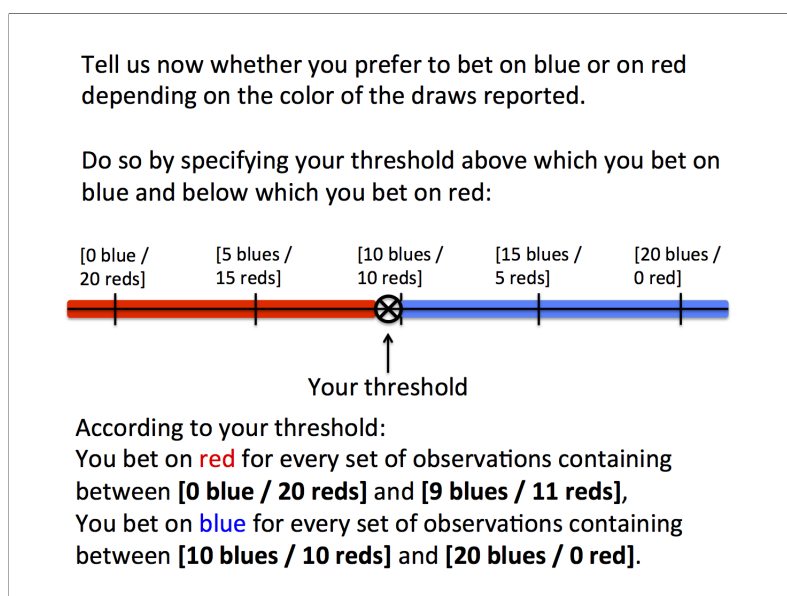 Tell us now whether you prefer to bet on blue or on red
depending on the color of the draws reported.
Do so by specifying your threshold above which you bet on
blue and below which you bet on red:
[0 blue / 20 reds]
[5 blues / 15 reds]
[10 blues / 10 reds]
[15 blues / 5 reds]
[20 blues / 0 red]
Your threshold
According to your threshold:
You bet on red for every set of observations containing
between [0 blue / 20 reds] and [9 blues / 11 reds],
You bet on blue for every set of observations containing
between [10 blues / 10 reds] and [20 blues / 0 red].